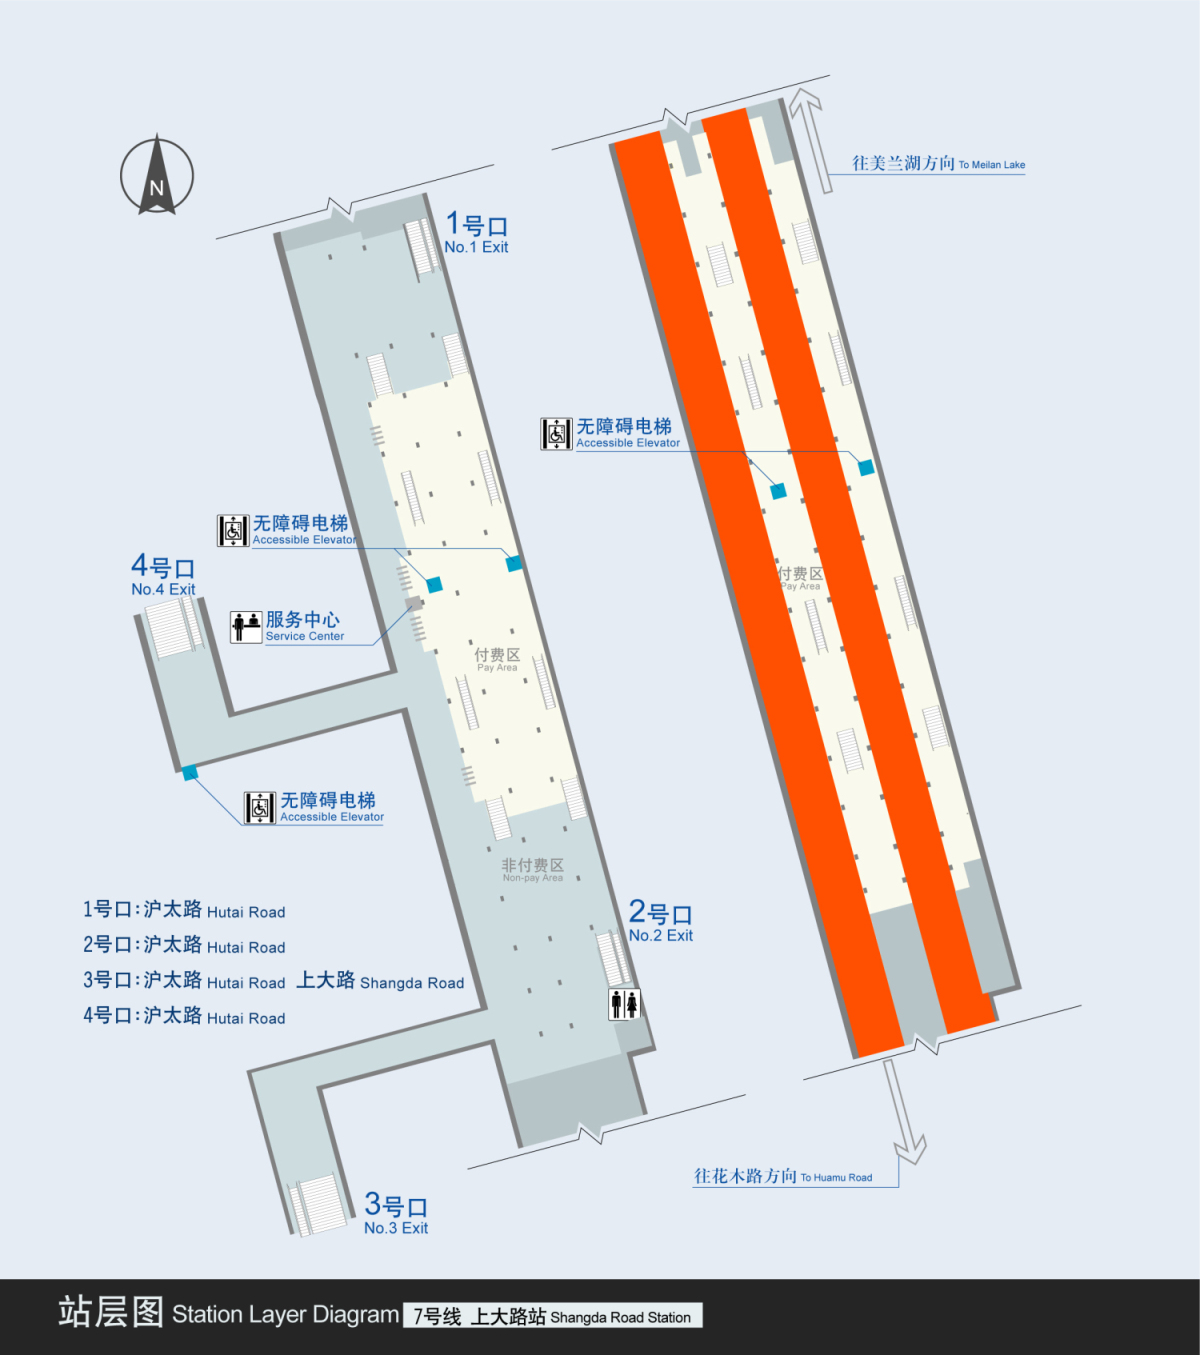 往美兰湖方向 To Meilan Lake
N
1号口
No.1 Exit
无障碍电梯
Accessible Elevator
无障碍电梯
Accessible Elevator
4号口
No.4 Exit
服务中心
Service Center
付费区
Pay Area
付费区
Pay Area
无障碍电梯
Accessible Elevator
非付费区
Non-pay Area
2号口
No.2 Exit
1号口:沪太路 Hutai Road
2号口:沪太路 Hutai Road
3号口:沪太路 Hutai Road 上大路 Shangda Road
4号口:沪太路 Hutai Road
往花木路方向 To Huamu Road
3号口
No.3 Exit
站层图 Station Layer Diagram 7号线 上大路站 Shangda Road Station